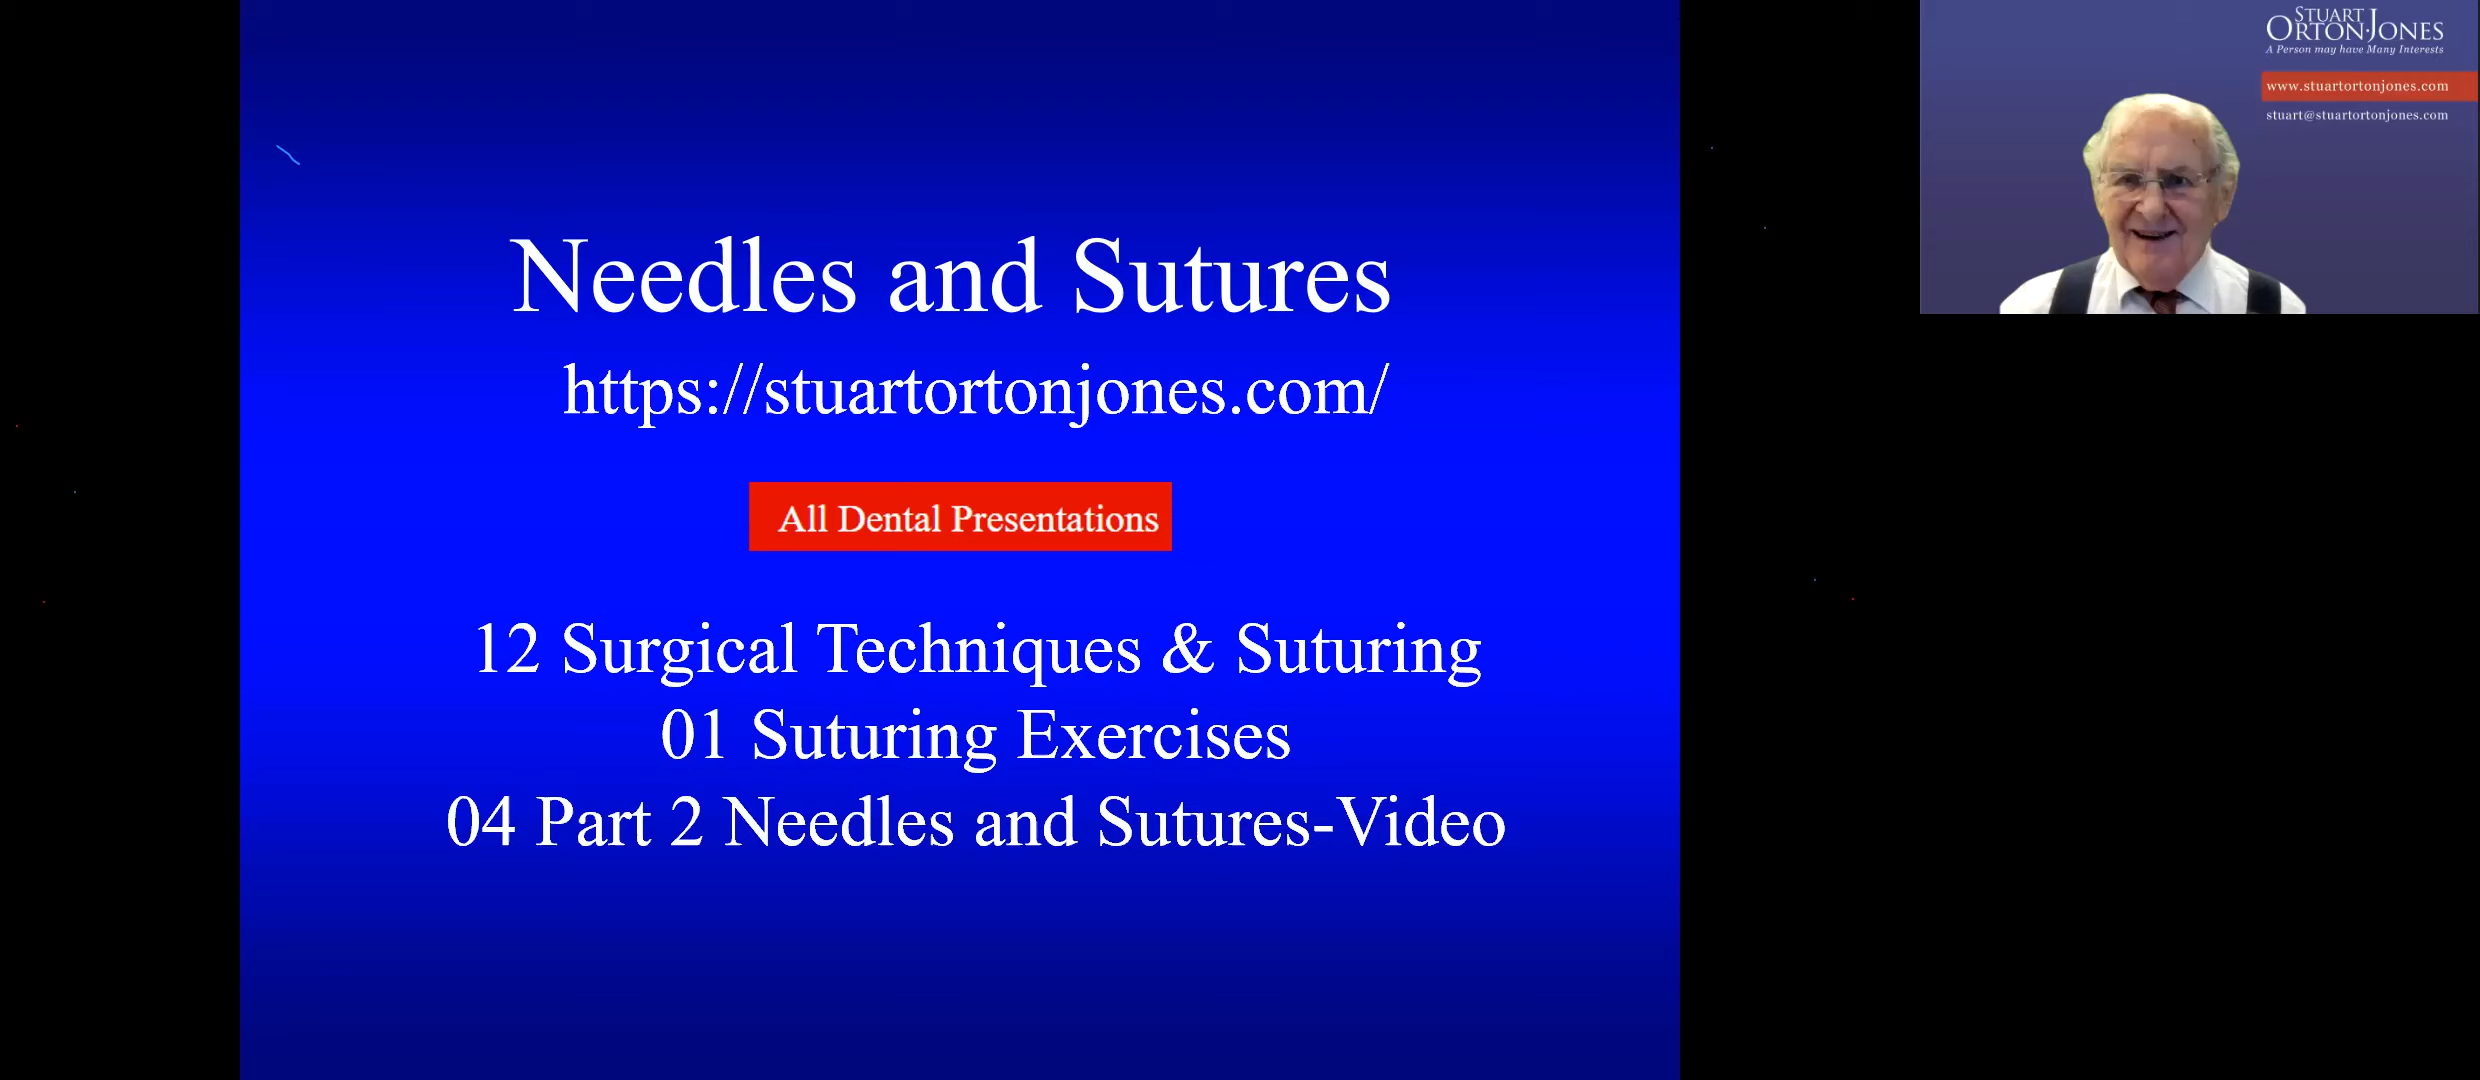 Needles and Sutures
https://stuartortonjones.com/
All Dental Presentations
12 Surgical Techniques & Suturing
01 Suturing Exercises
04 Part 2 Needles and Sutures-Video
STUART
ORTON·JONES
A Person may have Many Interests
www.stuartortonjones.com
stuart@stuartortonjones.com